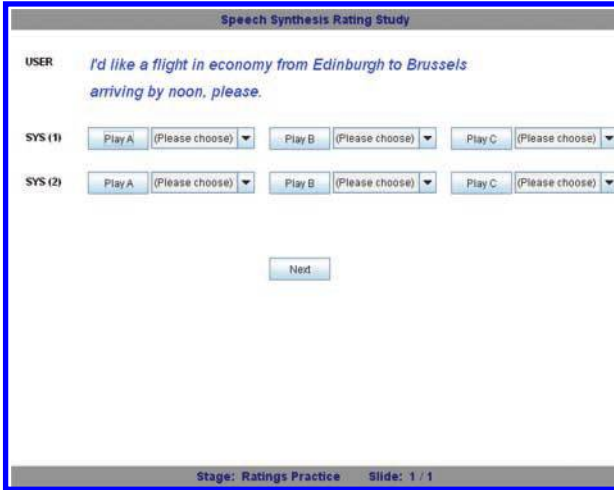 Speech Synthesis Rating Study
USER I'd like a flight in economy from Edinburgh to Brussels
arriving by noon, please.
SYS (1) Play A (Please choose) Play B (Please choose) Play C (Please choose)
SYS (2) Play A (Please choose) Play B (Please choose) Play C (Please choose)
Next
Stage: Ratings Practice Slide: 1 / 1